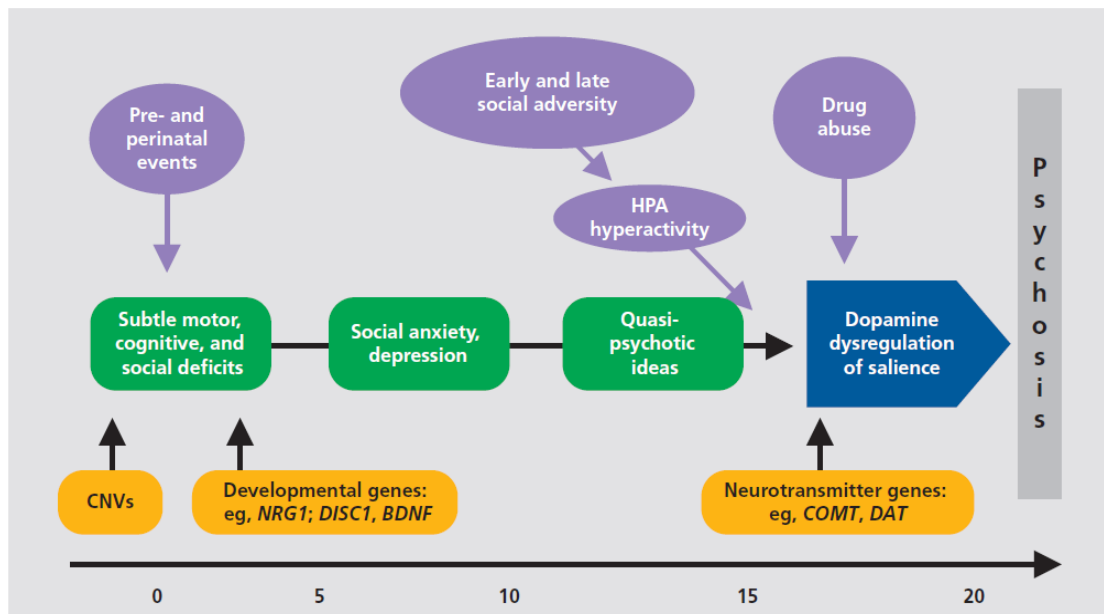 Pre- and
perinatal
events
Early and late
social adversity
Drug
abuse
HPA
hyperactivity
Subtle motor,
cognitive, and
social deficits
Social anxiety,
depression
Quasi-
psychotic
ideas
Dopamine
dysregulation
of salience
Psychosis
CNVs
Developmental genes:
eg, NRG1; DISC1, BDNF
Neurotransmitter genes:
eg, COMT, DAT
0 5 10 15 20